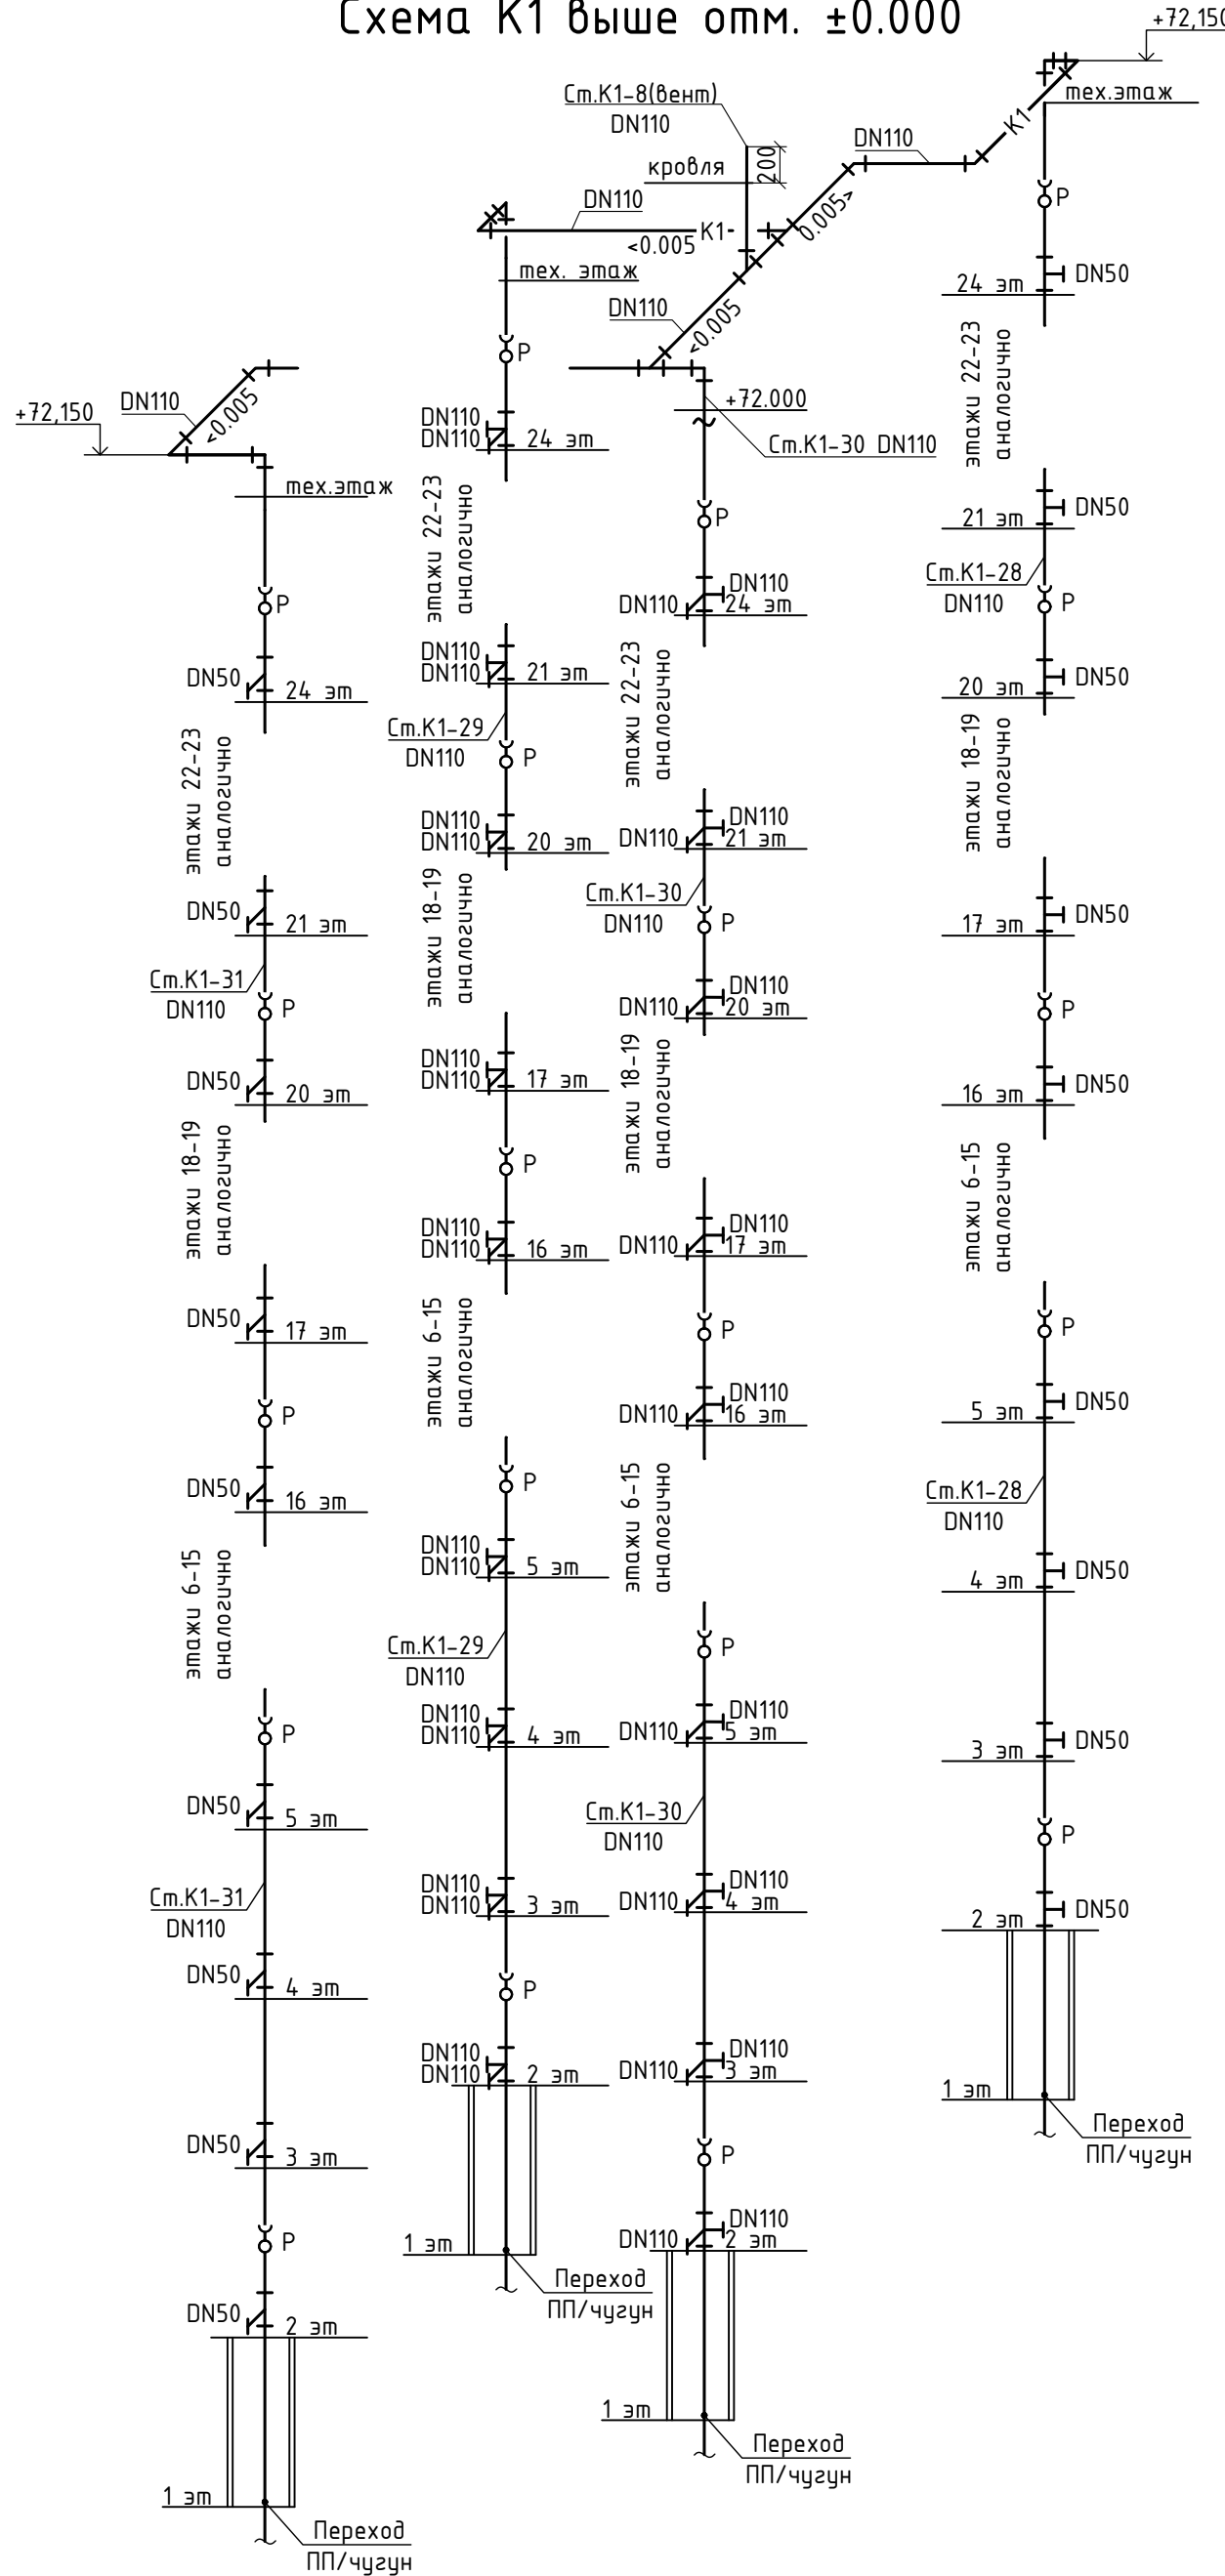 Схема К1 выше отм. ±0.000
+72,150
тех.этаж
Ст.К1-8(вент)
DN110
200
кровля
DN110
К1
DN110
К1-
<0.005
0.005>
тех. этаж
DN110
<0.005
+72.000
Ст.К1-30 DN110
+72,150
DN110
<0.005
тех.этаж
Р
DN50
24 эт
этажи 22-23
аналогично
DN50
21 эт
Ст.К1-31
DN110
Р
DN50
20 эт
этажи 18-19
аналогично
DN50
17 эт
Р
DN50
16 эт
этажи 6-15
аналогично
Р
DN50
5 эт
Ст.К1-31
DN110
DN50
4 эт
DN50
3 эт
Р
DN50
2 эт
1 эт
Переход
ПП/чугун
Р
DN110
DN110
24 эт
этажи 22-23
аналогично
DN110
DN110
21 эт
Ст.К1-29
DN110
Р
DN110
DN110
20 эт
этажи 18-19
аналогично
DN110
DN110
17 эт
Р
DN110
DN110
16 эт
этажи 6-15
аналогично
Р
DN110
DN110
5 эт
Ст.К1-29
DN110
DN110
DN110
4 эт
DN110
DN110
3 эт
Р
DN110
DN110
2 эт
1 эт
Переход
ПП/чугун
Р
DN110
DN110
24 эт
этажи 22-23
аналогично
DN110
DN110
21 эт
Ст.К1-30
DN110
Р
DN110
DN110
20 эт
этажи 18-19
аналогично
DN110
DN110
17 эт
Р
DN110
DN110
16 эт
этажи 6-15
аналогично
Р
DN110
DN110
5 эт
Ст.К1-30
DN110
DN110
DN110
4 эт
DN110
DN110
3 эт
Р
DN110
DN110
2 эт
1 эт
Переход
ПП/чугун
Р
DN50
24 эт
этажи 22-23
аналогично
DN50
21 эт
Ст.К1-28
DN110
Р
DN50
20 эт
этажи 18-19
аналогично
DN50
17 эт
Р
DN50
16 эт
этажи 6-15
аналогично
Р
DN50
5 эт
Ст.К1-28
DN110
DN50
4 эт
DN50
3 эт
Р
DN50
2 эт
1 эт
Переход
ПП/чугун